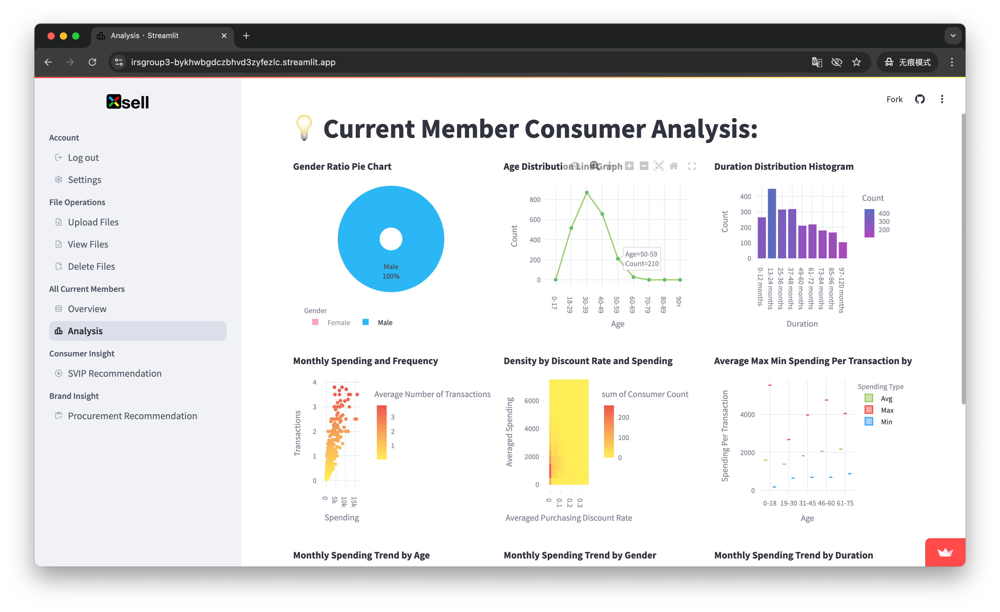 Analysis · Streamlit
irsgroup3-bykhwbgdczbhvd3zyfezlc.streamlit.app
无痕模式
Xsell
Fork
Account
Log out
Settings
File Operations
Upload Files
View Files
Delete Files
All Current Members
Overview
Analysis
Consumer Insight
SVIP Recommendation
Brand Insight
Procurement Recommendation
Current Member Consumer Analysis:
Gender Ratio Pie Chart
Male
100%
Gender
Female
Male
Age Distribution Line Graph
Count
800
600
400
200
0
Age=50-59
Count=210
0-17
18-29
30-39
40-49
50-59
60-69
70-79
80-89
90+
Age
Duration Distribution Histogram
Count
400
300
200
100
0
0-12 months
13-24 months
25-36 months
37-48 months
49-60 months
61-72 months
73-84 months
85-96 months
97-120 months
Duration
Count
400
300
200
Monthly Spending and Frequency
Transactions
4
3
2
1
0
0
5k
10k
15k
Spending
Average Number of Transactions
3
2
1
Density by Discount Rate and Spending
Averaged Spending
6000
4000
2000
0
0
0.1
0.2
0.3
Averaged Purchasing Discount Rate
sum of Consumer Count
200
100
0
Average Max Min Spending Per Transaction by
Spending Per Transaction
4000
2000
0
0-18 19-30 31-45 46-60 61-75
Age
Spending Type
Avg
Max
Min
Monthly Spending Trend by Age
Monthly Spending Trend by Gender
Monthly Spending Trend by Duration